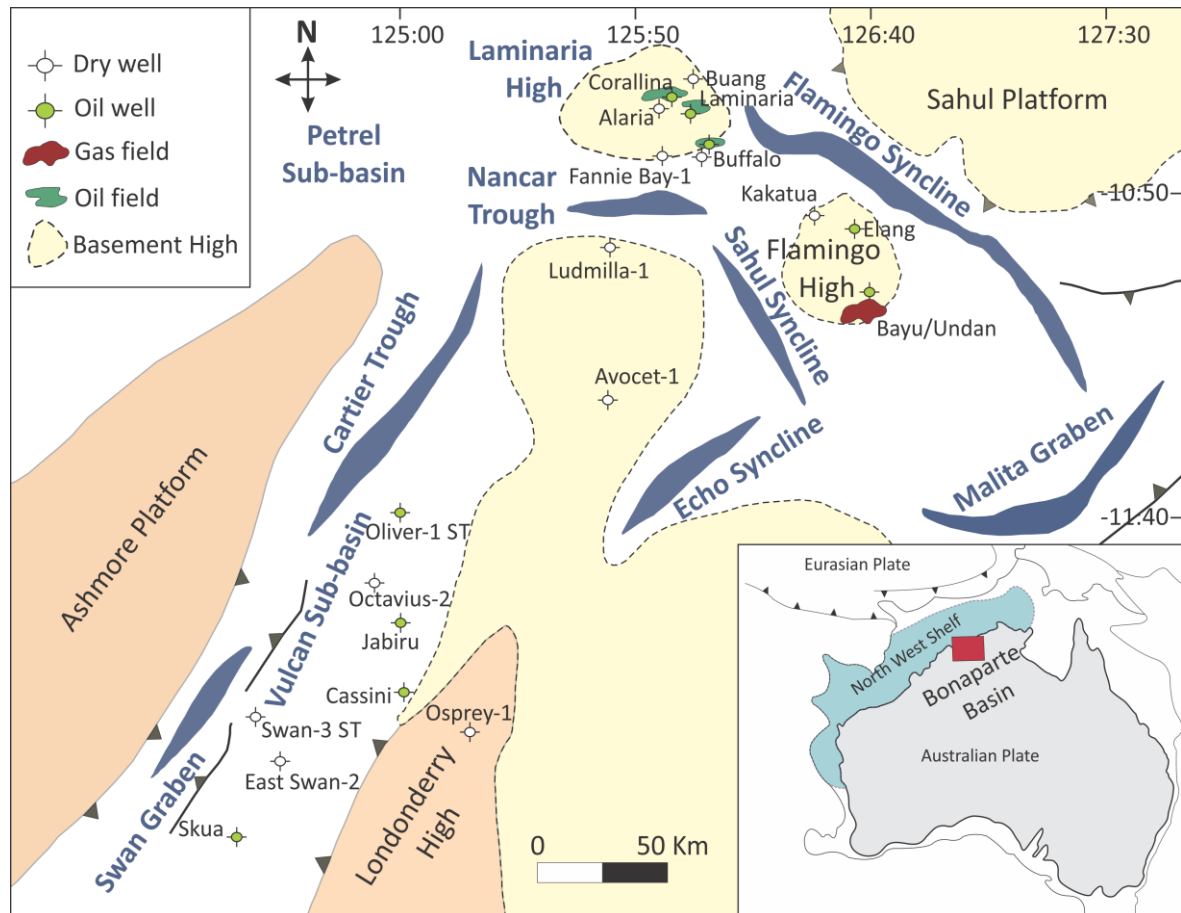 Dry well
Oil well
Gas field
Oil field
Basement High
N
125:00
125:50
126:40
127:30
-10:50
-11:40
Laminaria
High
Corallina
Buang
Laminaria
Alaria
Buffalo
Fannie Bay-1
Petrel
Sub-basin
Nancar
Trough
Flamingo Syncline
Sahul Platform
Kakatua
Elang
Flamingo
High
Bayu/Undan
Ludmilla-1
Sahul Syncline
Cartier Trough
Avocet-1
Echo Syncline
Malita Graben
Ashmore Platform
Oliver-1 ST
Vulcan Sub-basin
Octavius-2
Jabiru
Cassini
Osprey-1
Swan-3 ST
East Swan-2
Swan Graben
Skua
Londonderry
High
0
50 Km
Eurasian Plate
North West Shelf
Bonaparte
Basin
Australian Plate